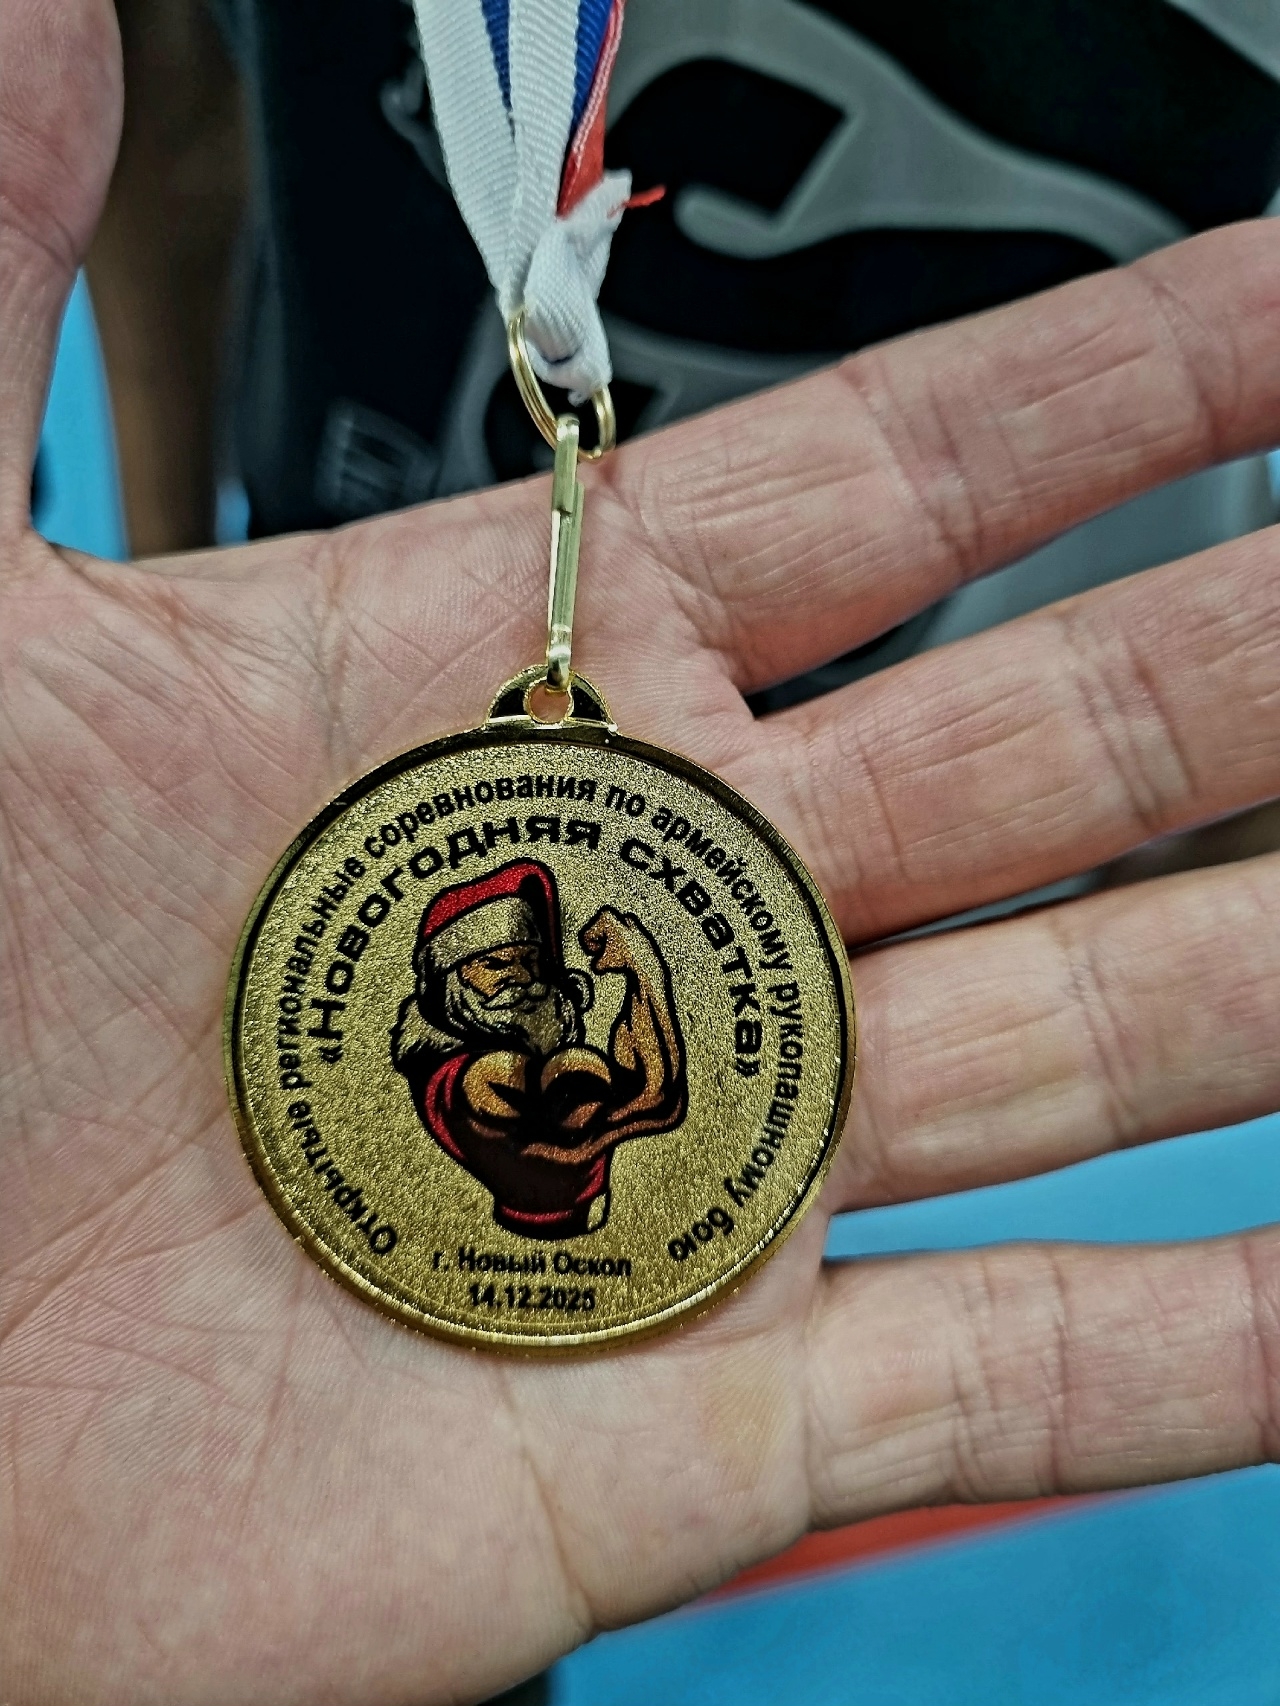 Открытые региональные соревнования по армейскому рукопашному бою
«Новогодняя схватка»
г. Новый Оскол
14.12.2025